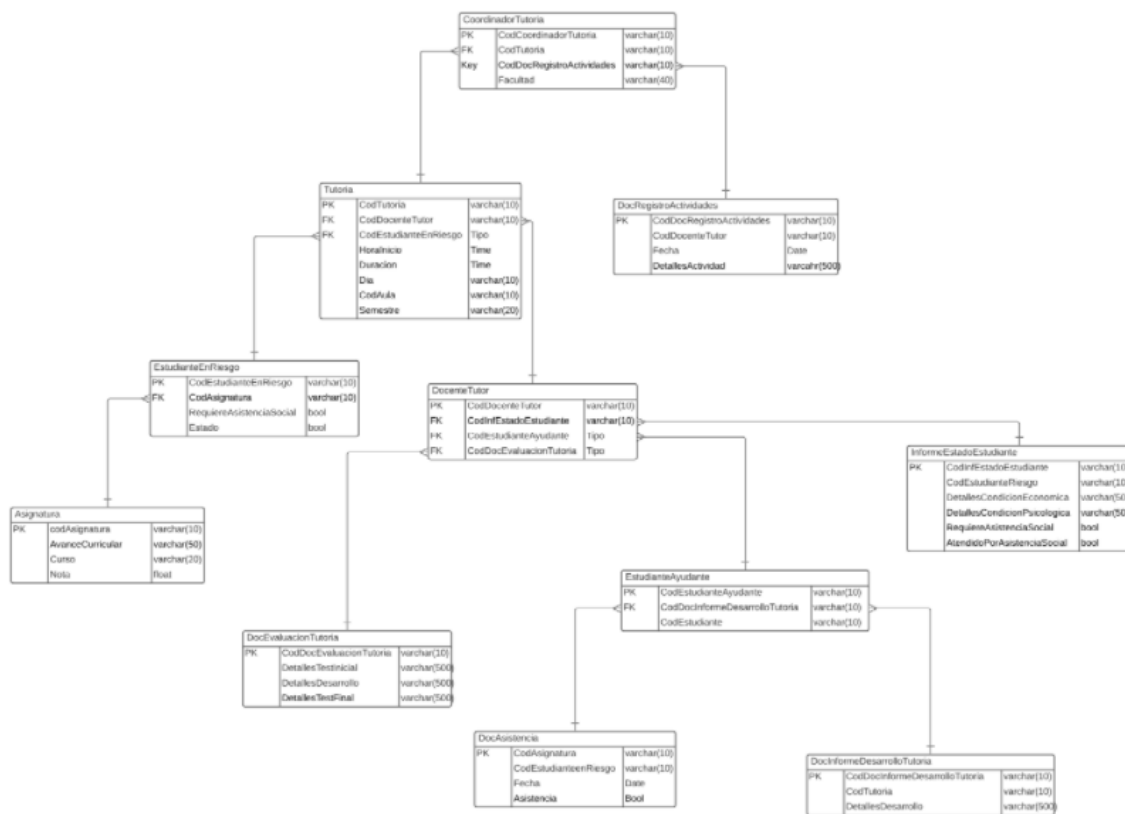 CoordinadorTutoria
PK CodCoordinadorTutoria varchar(10)
FK CodTutoria varchar(10)
Key CodDocRegistroActividades varchar(10)
Facultad varchar(40)
Tutoria
PK CodTutoria varchar(10)
FK CodDocenteTutor varchar(10)
FK CodEstudianteEnRiesgo Tipo
HoraInicio Time
Duracion Time
Dia varchar(10)
CodAula varchar(10)
Semestre varchar(20)
DocRegistroActividades
PK CodDocRegistroActividades varchar(10)
CodDocenteTutor varchar(10)
Fecha Date
DetallesActividad varcahr(500)
EstudianteEnRiesgo
PK CodEstudianteEnRiesgo varchar(10)
FK CodAsignatura varchar(10)
RequiereAsistenciaSocial bool
Estado bool
DocenteTutor
PK CodDocenteTutor varchar(10)
FK CodInfEstadoEstudiante varchar(10)
FK CodEstudianteAyudante Tipo
FK CodDocEvaluacionTutoria Tipo
InformeEstadoEstudiante
PK CodInfEstadoEstudiante varchar(10
CodEstudianteRiesgo varchar(10
DetallesCondicionEconomica varchar(50
DetallesCondicionPsicologica varchar(50
RequiereAsistenciaSocial bool
AtendidoPorAsistenciaSocial bool
Asignatura
PK codAsignatura varchar(10)
AvanceCurricular varchar(50)
Curso varchar(20)
Nota float
EstudianteAyudante
PK CodEstudianteAyudante varchar(10)
FK CodDocInformeDesarrolloTutoria varchar(10)
CodEstudiante varchar(10)
DocEvaluacionTutoria
PK CodDocEvaluacionTutoria varchar(10)
DetallesTestInicial varchar(500)
DetallesDesarrollo varchar(500)
DetallesTestFinal varchar(500)
DocAsistencia
PK CodAsignatura varchar(10)
CodEstudianteenRiesgo varchar(10)
Fecha Date
Asistencia Bool
DocInformeDesarrolloTutoria
PK CodDocInformeDesarrolloTutoria varchar(10)
CodTutoria varchar(10)
DetallesDesarrollo varchar(500)